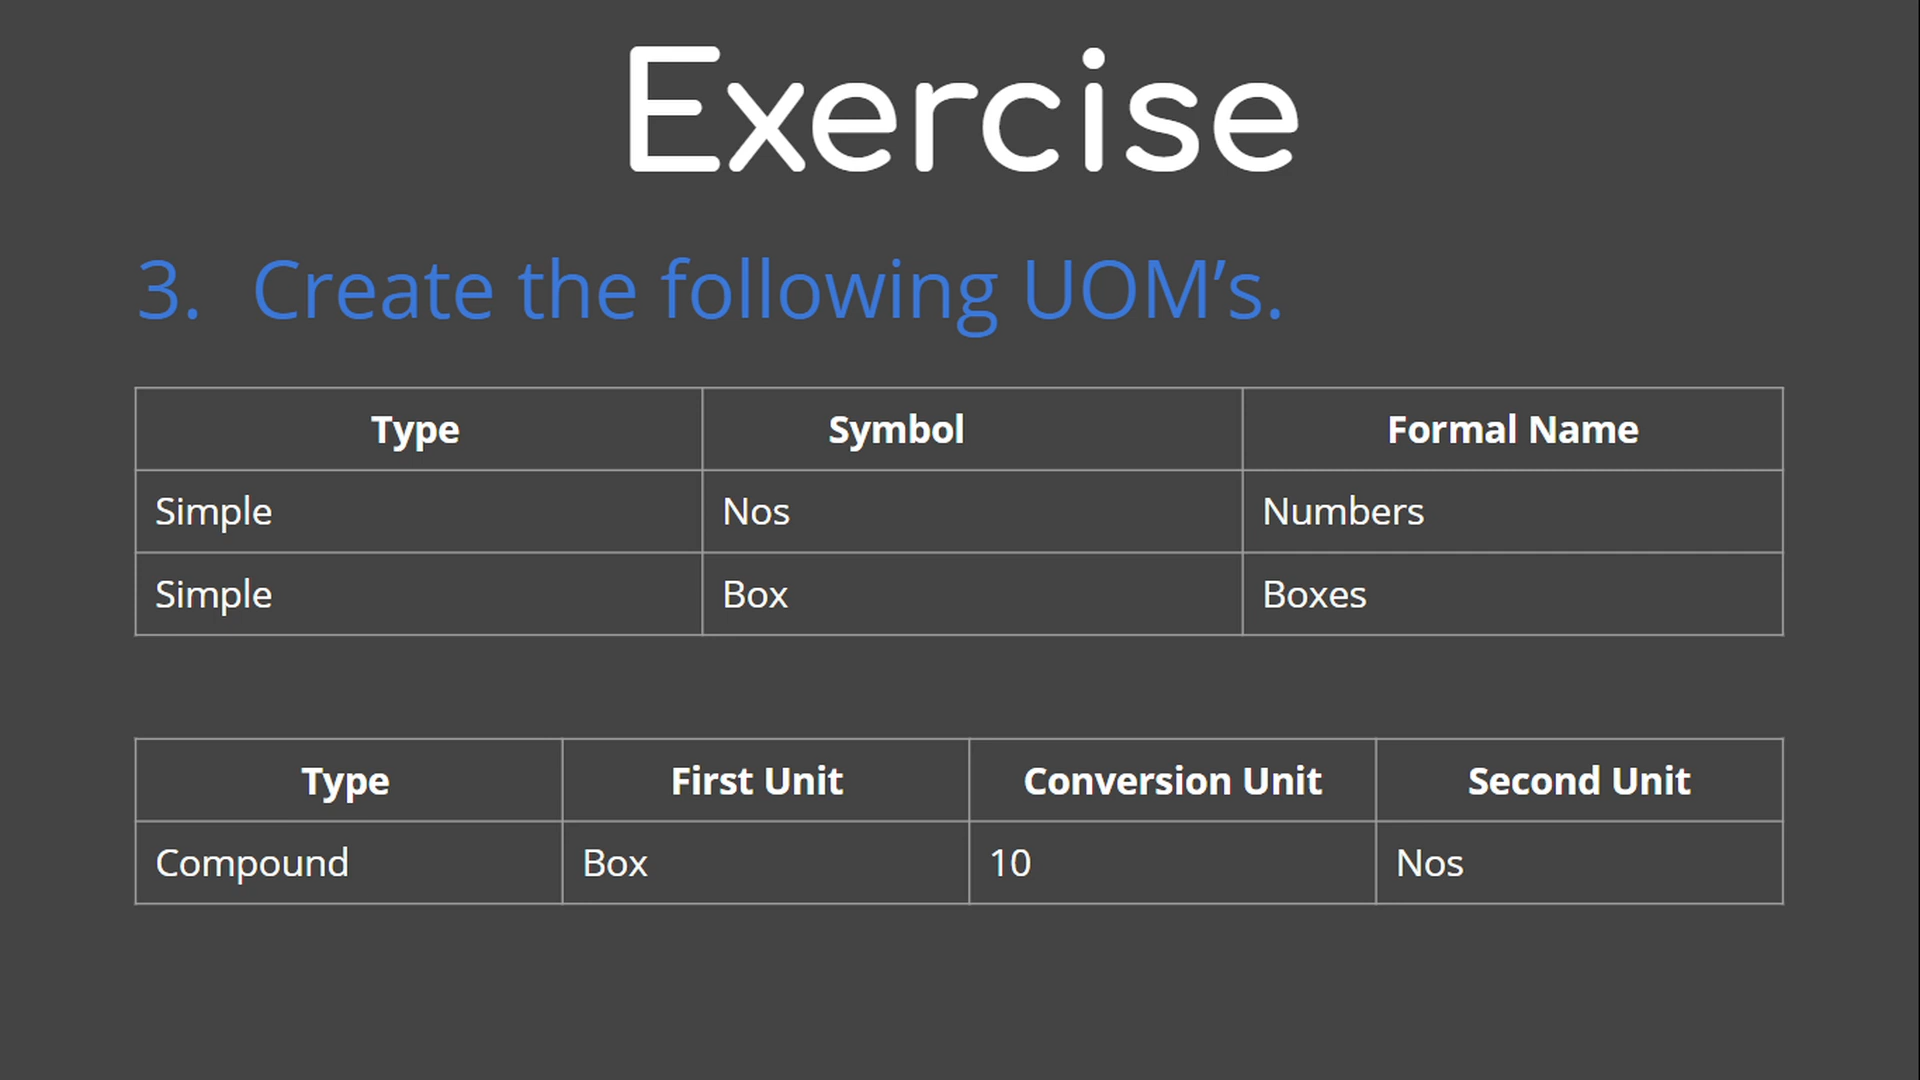 Exercise
3. Create the following UOM’s.
Type Symbol Formal Name
Simple Nos Numbers
Simple Box Boxes
Type First Unit Conversion Unit Second Unit
Compound Box 10 Nos